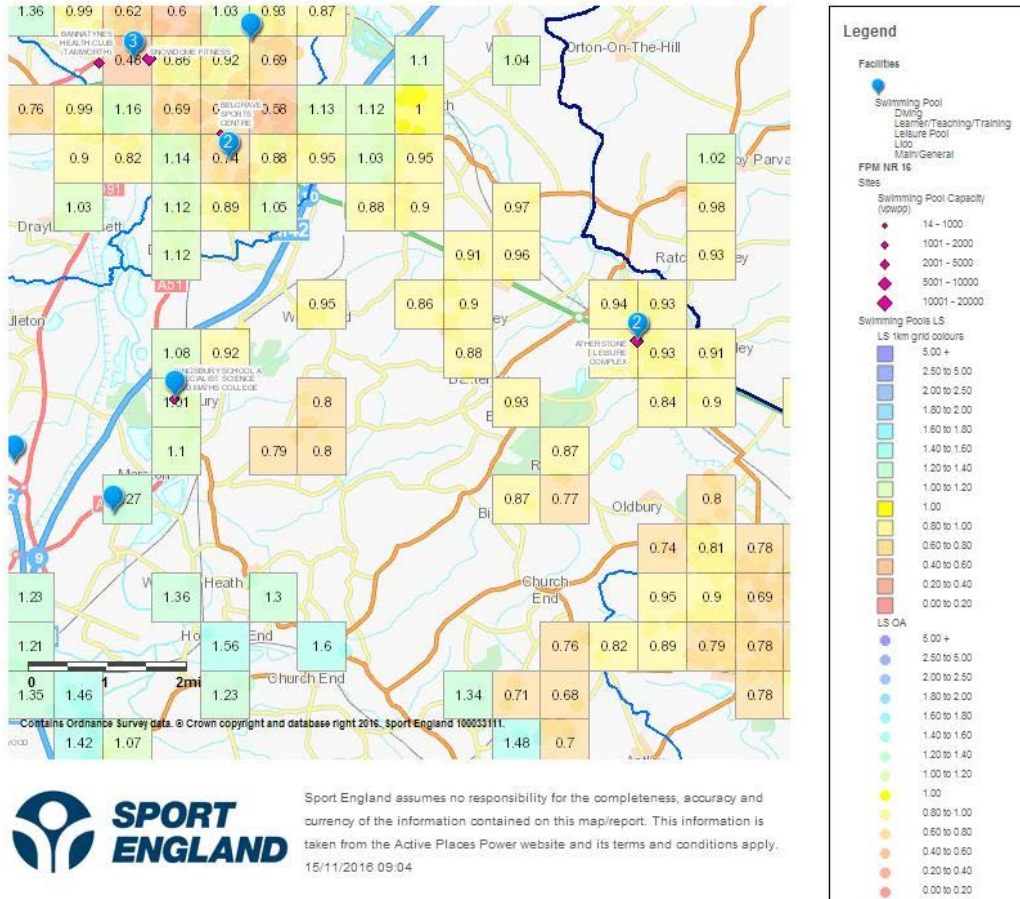 1.36 0.99 0.62 0.6 1.03 0.93 0.87
BANNATYNES
HEALTH CLUB
(TAMWORTH)
3
SNOWDOME FITNESS
Orton-On-The-Hill
0.86 0.92 0.69 1.1 1.04
0.76 0.99 1.16 0.69 0.58 1.13 1.12 1
BELGRAVE
SPORTS
CENTRE
2
0.9 0.82 1.14 0.74 0.88 0.95 1.03 0.95 1.02
1.03 1.12 0.89 1.05 0.88 0.9 0.97 0.98
1.12 0.91 0.96 0.93
A51
0.95 0.86 0.9 0.94 0.93
2
ATHERSTONE
LEISURE
COMPLEX
1.08 0.92 0.88 0.93 0.91
SCIENCE
MATHS COLLEGE
0.8 0.93 0.84 0.9
1.1 0.79 0.8 0.87
0.87 0.77 Oldbury 0.8
0.74 0.81 0.78
9
Heath
Church
End
1.23 1.36 1.3 0.95 0.9 0.69
1.21 1.56 1.6 0.76 0.82 0.89 0.79 0.78
End
0 1 2mi
Church End
1.35 1.46 1.23 1.34 0.71 0.68 0.78
Contains Ordnance Survey data. © Crown copyright and database right 2016. Sport England 100033111.
1.42 1.07 1.48 0.7
SPORT
ENGLAND
Sport England assumes no responsibility for the completeness, accuracy and
currency of the information contained on this map/report. This information is
taken from the Active Places Power website and its terms and conditions apply.
15/11/2016 09:04
Legend
Facilities
Swimming Pool
Diving
Learner/Teaching/Training
Leisure Pool
Lido
Main/General
FPM NR 16
Sites
Swimming Pool Capacity
(vpwpp)
14 - 1000
1001 - 2000
2001 - 5000
5001 - 10000
10001 - 20000
Swimming Pools LS
LS 1km grid colours
5.00 +
2.50 to 5.00
2.00 to 2.50
1.80 to 2.00
1.60 to 1.80
1.40 to 1.60
1.20 to 1.40
1.00 to 1.20
1.00
0.80 to 1.00
0.60 to 0.80
0.40 to 0.60
0.20 to 0.40
0.00 to 0.20
LS OA
5.00 +
2.50 to 5.00
2.00 to 2.50
1.80 to 2.00
1.60 to 1.80
1.40 to 1.60
1.20 to 1.40
1.00 to 1.20
1.00
0.80 to 1.00
0.60 to 0.80
0.40 to 0.60
0.20 to 0.40
0.00 to 0.20